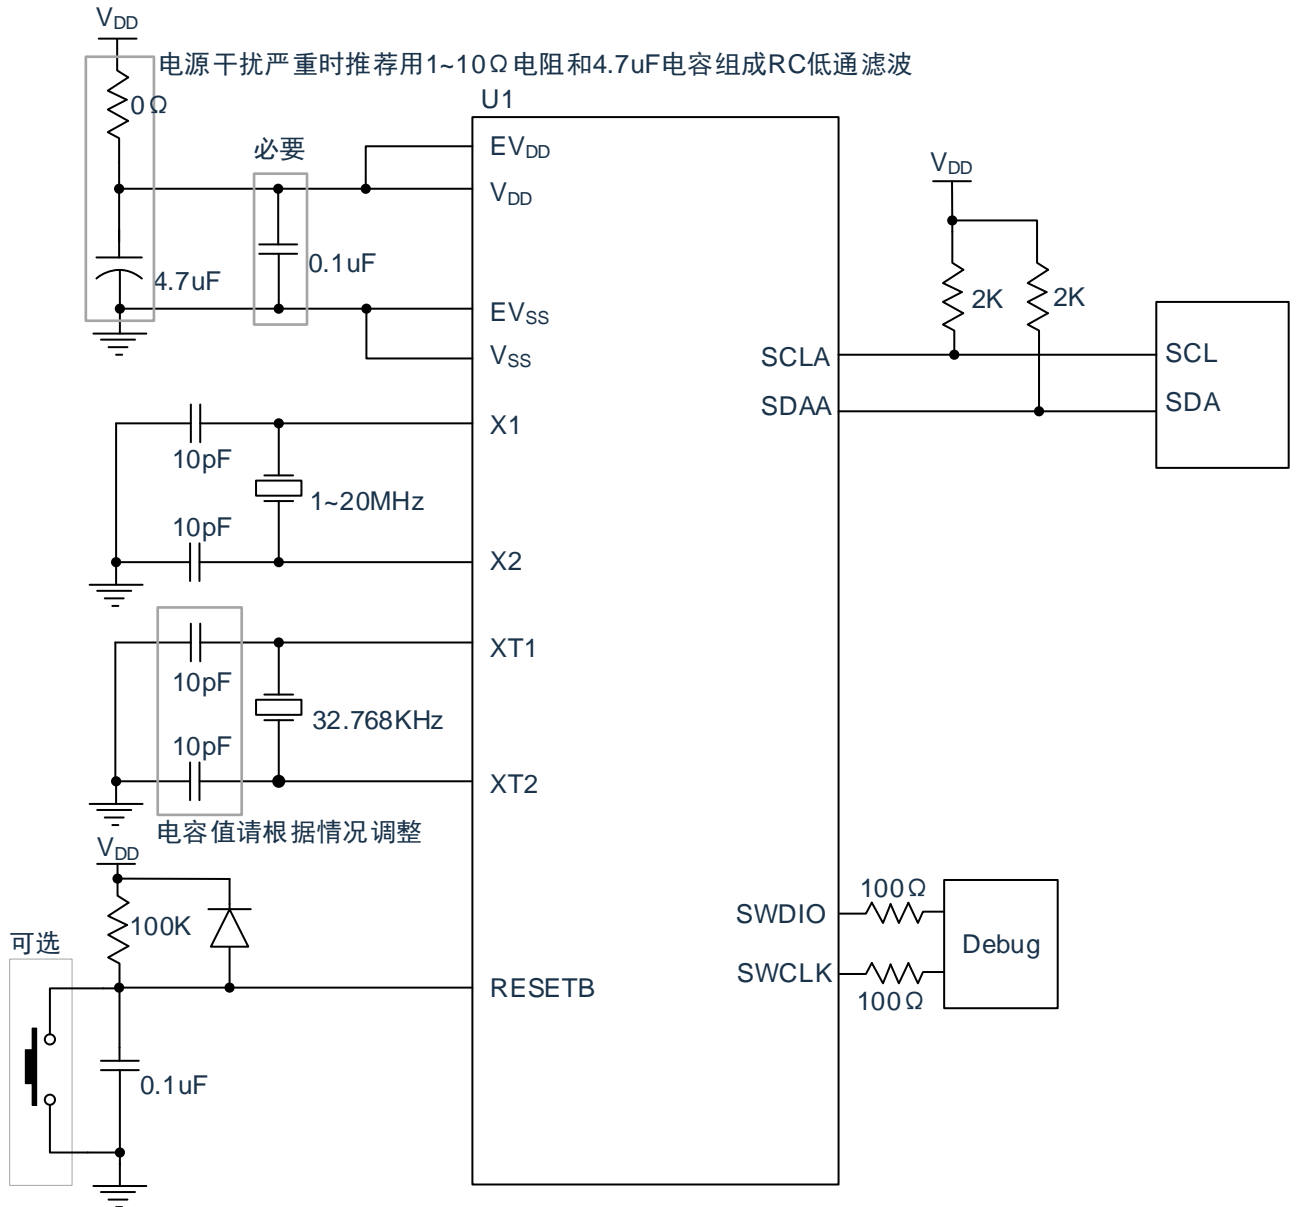 VDD
电源干扰严重时推荐用1~10Ω电阻和4.7uF电容组成RC低通滤波
0Ω
U1
必要
EVDD
VDD
VDD
0.1uF
4.7uF
2K
2K
EVSS
VSS
SCLA
SCL
SDAA
SDA
X1
10pF
1~20MHz
10pF
X2
XT1
10pF
32.768KHz
10pF
XT2
电容值请根据情况调整
VDD
100Ω
100K
SWDIO
可选
Debug
SWCLK
RESETB
100Ω
0.1uF